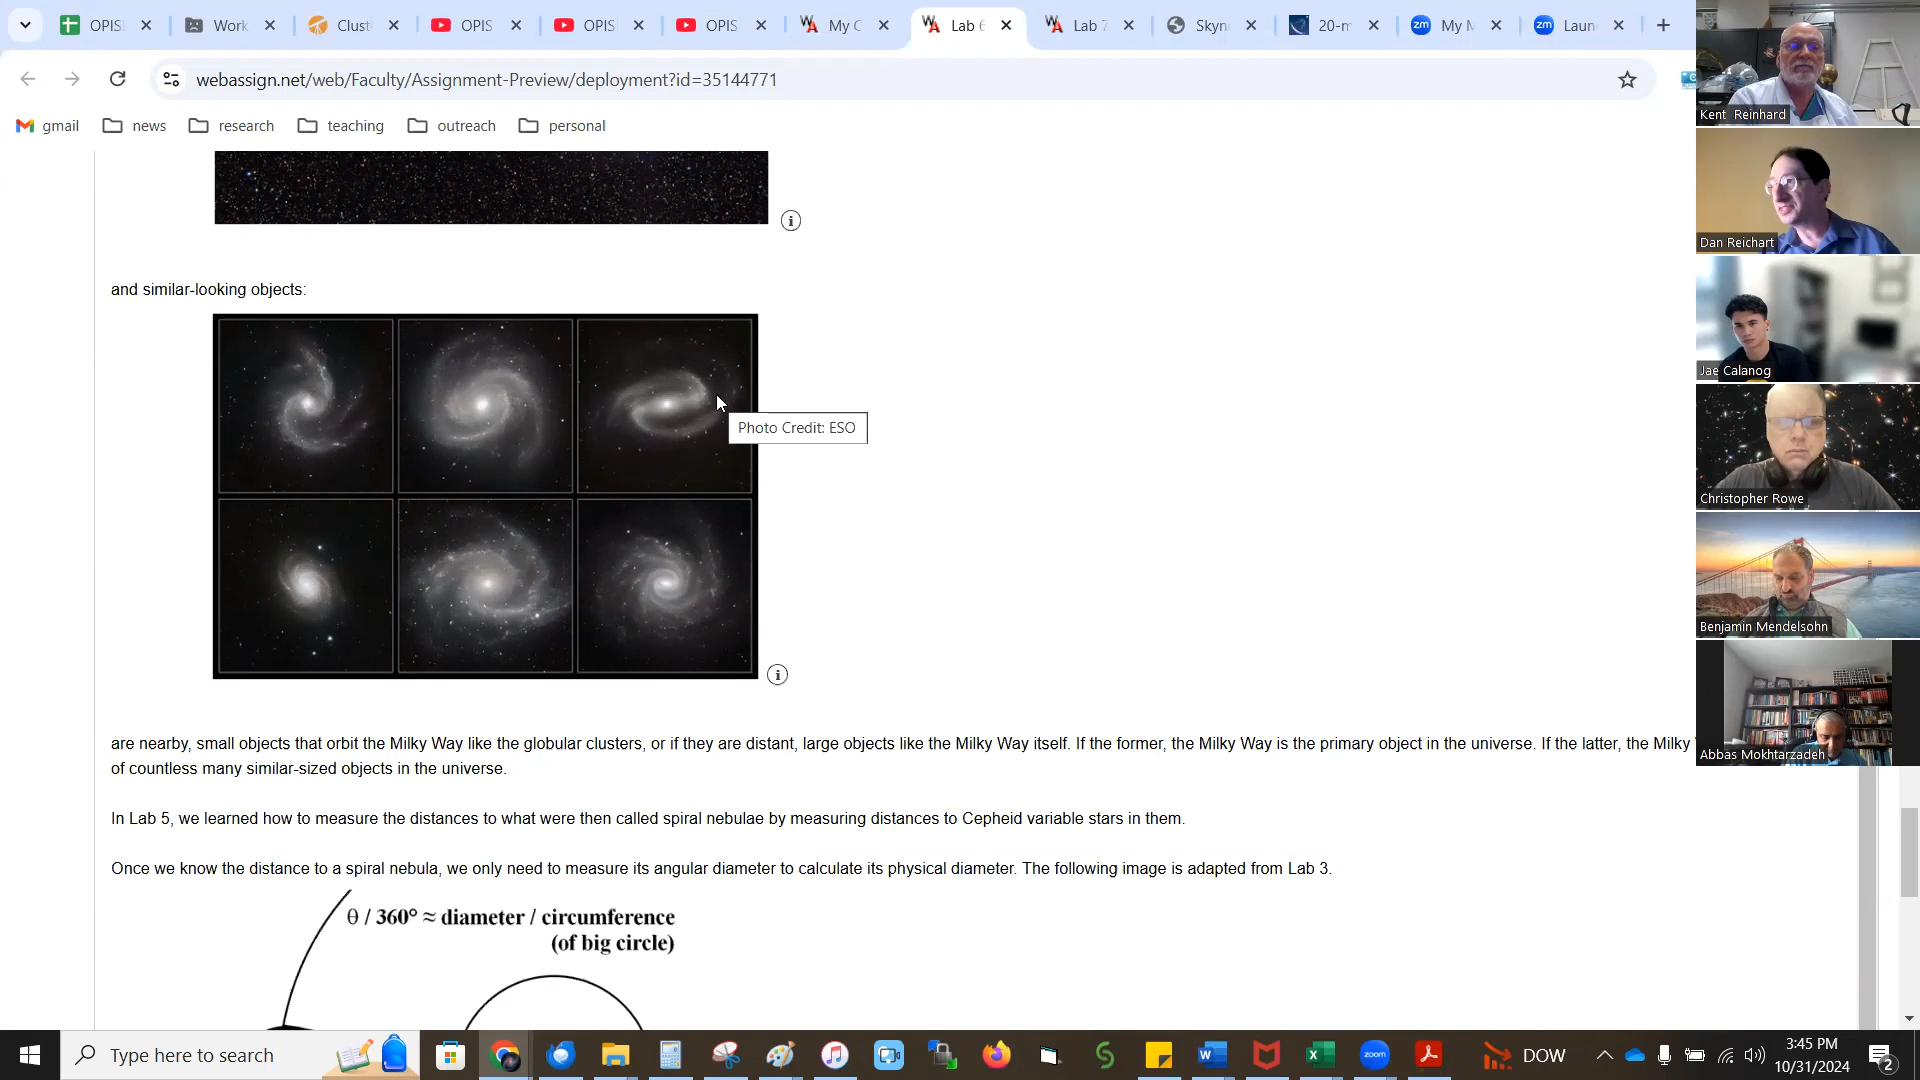 OPIS
Work
Clust
OPIS
OPIS
OPIS
My C
Lab 6
Lab 7
Skyn
20-m
My M
Laun
webassign.net/web/Faculty/Assignment-Preview/deployment?id=35144771
gmail
news
research
teaching
outreach
personal
and similar-looking objects:
Photo Credit: ESO
are nearby, small objects that orbit the Milky Way like the globular clusters, or if they are distant, large objects like the Milky Way itself. If the former, the Milky Way is the primary object in the universe. If the latter, the Milky
of countless many similar-sized objects in the universe.
In Lab 5, we learned how to measure the distances to what were then called spiral nebulae by measuring distances to Cepheid variable stars in them.
Once we know the distance to a spiral nebula, we only need to measure its angular diameter to calculate its physical diameter. The following image is adapted from Lab 3.
θ / 360° ≈ diameter / circumference
(of big circle)
Kent Reinhard
Dan Reichart
Jae Calanog
Christopher Rowe
Benjamin Mendelsohn
Abbas Mokhtarzadeh
Type here to search
zoom
DOW
3:45 PM
10/31/2024
2